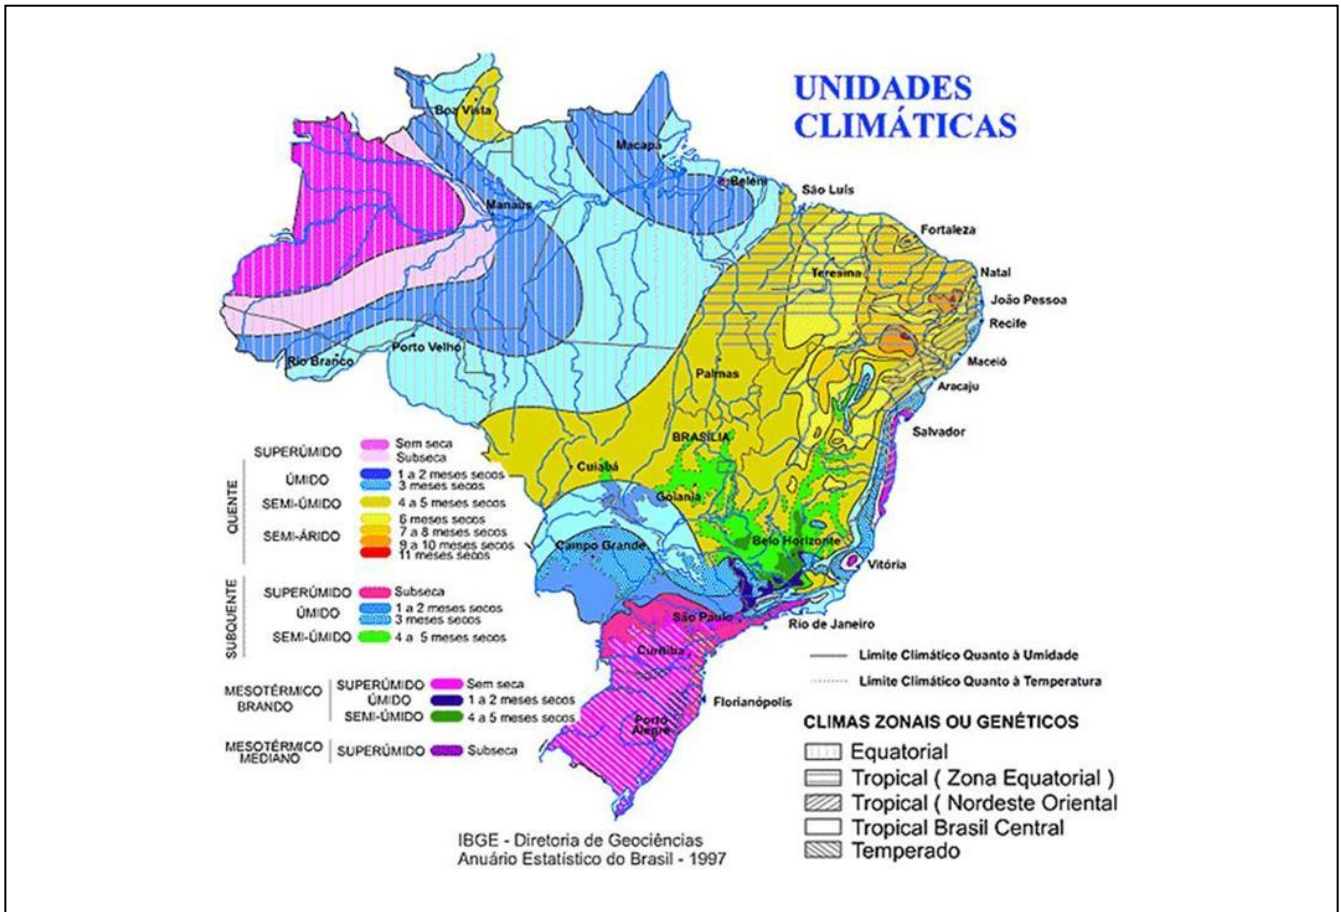 UNIDADES
CLIMÁTICAS
Boa Vista
Macapá
Belém
São Luís
Manaus
Fortaleza
Teresina
Natal
João Pessoa
Recife
Rio Branco
Porto Velho
Maceió
Palmas
Aracaju
Salvador
BRASÍLIA
Cuiabá
Goiania
Belo Horizonte
Campo Grande
Vitória
São Paulo
Rio de Janeiro
Curitiba
Florianópolis
Porto
Alegre
QUENTE
SUPERÚMIDO
Sem seca
Subseca
ÚMIDO
1 a 2 meses secos
3 meses secos
SEMI-ÚMIDO
4 a 5 meses secos
SEMI-ÁRIDO
6 meses secos
7 a 8 meses secos
9 a 10 meses secos
11 meses secos
SUBQUENTE
SUPERÚMIDO
Subseca
ÚMIDO
1 a 2 meses secos
3 meses secos
SEMI-ÚMIDO
4 a 5 meses secos
MESOTÉRMICO
BRANDO
SUPERÚMIDO
Sem seca
ÚMIDO
1 a 2 meses secos
SEMI-ÚMIDO
4 a 5 meses secos
MESOTÉRMICO
MEDIANO
SUPERÚMIDO
Subseca
Limite Climático Quanto à Umidade
Limite Climático Quanto à Temperatura
CLIMAS ZONAIS OU GENÉTICOS
Equatorial
Tropical ( Zona Equatorial )
Tropical ( Nordeste Oriental
Tropical Brasil Central
Temperado
IBGE - Diretoria de Geociências
Anuário Estatístico do Brasil - 1997